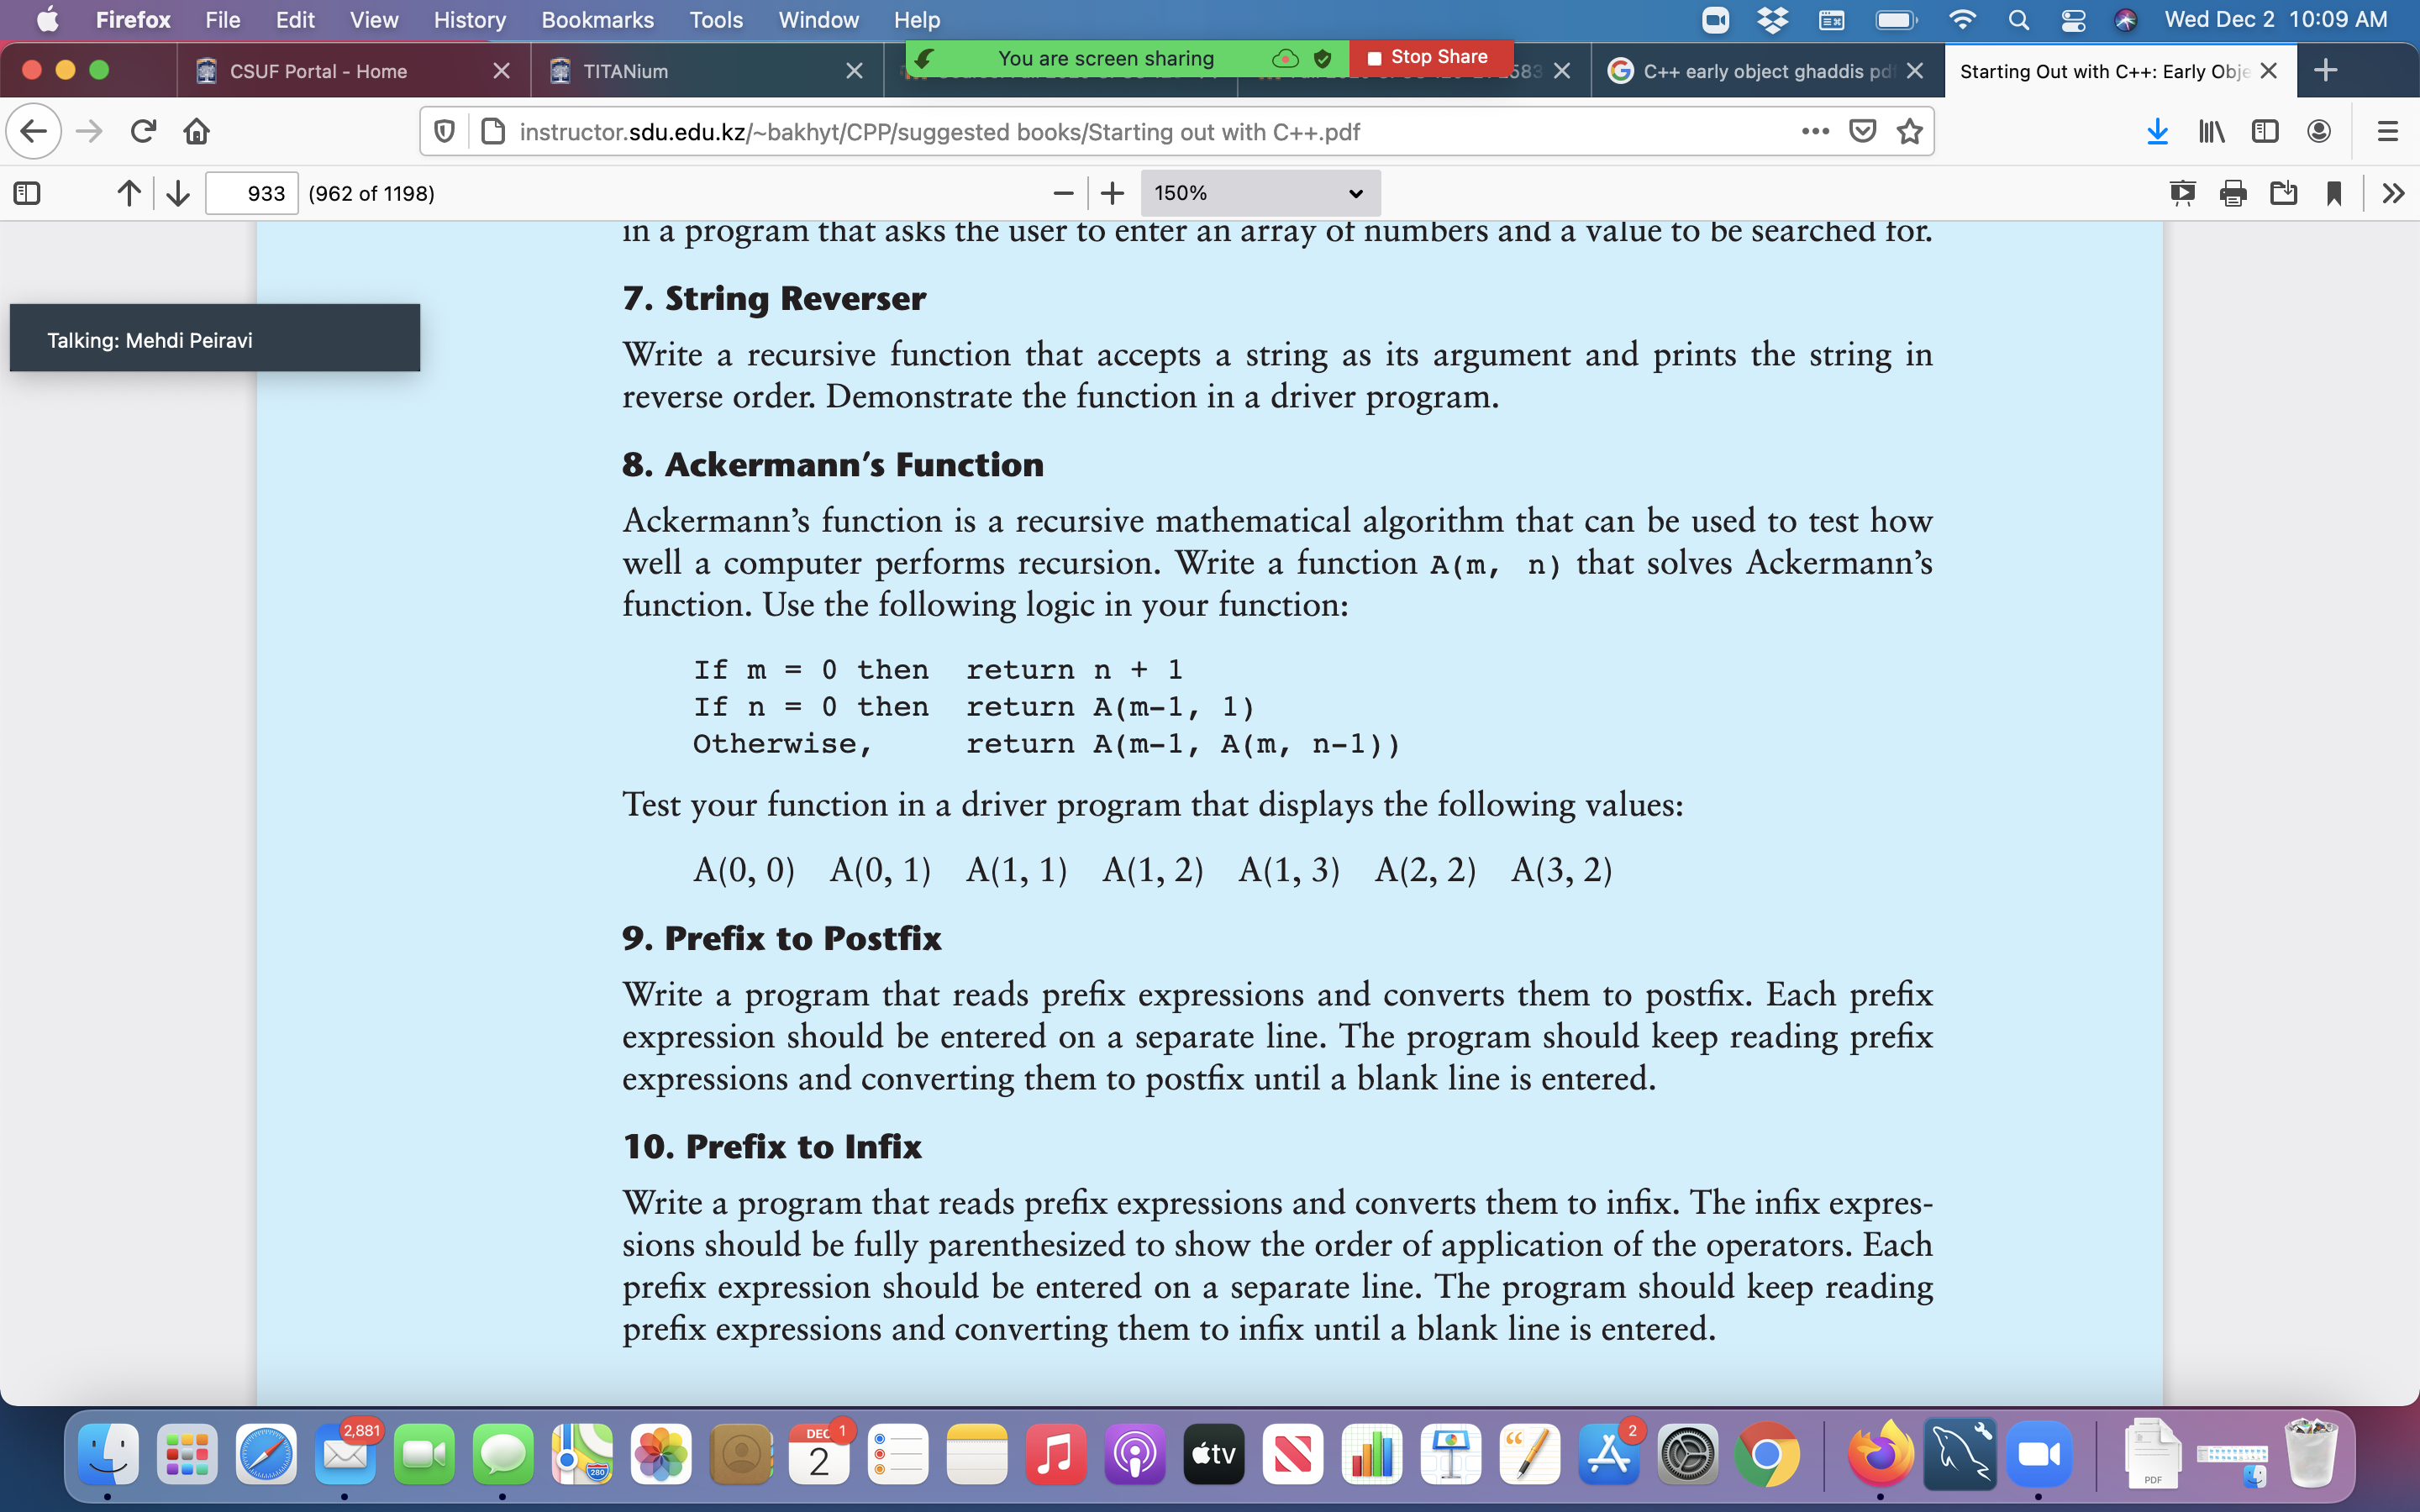 Firefox File Edit View History Bookmarks Tools Window Help Wed Dec 2 10:09 AM
CSUF Portal - Home TITANium You are screen sharing Stop Share C++ early object ghaddis pdf Starting Out with C++: Early Obje
instructor.sdu.edu.kz/~bakhyt/CPP/suggested books/Starting out with C++.pdf
933 (962 of 1198) 150%
in a program that asks the user to enter an array of numbers and a value to be searched for.
7. String Reverser
Talking: Mehdi Peiravi
Write a recursive function that accepts a string as its argument and prints the string in
reverse order. Demonstrate the function in a driver program.
8. Ackermann's Function
Ackermann's function is a recursive mathematical algorithm that can be used to test how
well a computer performs recursion. Write a function A(m, n) that solves Ackermann's
function. Use the following logic in your function:
If m = 0 then return n + 1
If n = 0 then return A(m-1, 1)
Otherwise, return A(m-1, A(m, n-1))
Test your function in a driver program that displays the following values:
A(0, 0) A(0, 1) A(1, 1) A(1, 2) A(1, 3) A(2, 2) A(3, 2)
9. Prefix to Postfix
Write a program that reads prefix expressions and converts them to postfix. Each prefix
expression should be entered on a separate line. The program should keep reading prefix
expressions and converting them to postfix until a blank line is entered.
10. Prefix to Infix
Write a program that reads prefix expressions and converts them to infix. The infix expres-
sions should be fully parenthesized to show the order of application of the operators. Each
prefix expression should be entered on a separate line. The program should keep reading
prefix expressions and converting them to infix until a blank line is entered.
2,881 280 DEC 2 1 tv 2 PDF